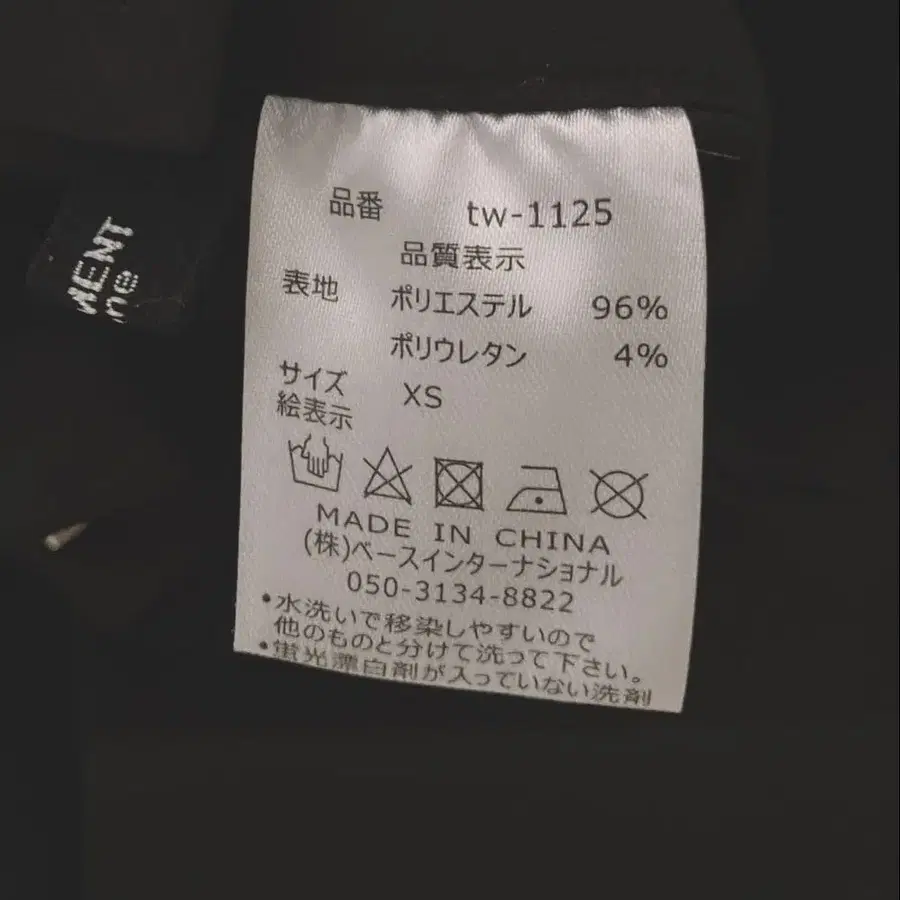 品番 tw-1125
品質表示
表地 ポリエステル 96%
ポリウレタン 4%
サイズ XS
絵表示
MADE IN CHINA
(株)ベースインターナショナル
050-3134-8822
•水洗いで移染しやすいので
他のものと分けて洗って下さい。
•蛍光漂白剤が入っていない洗剤